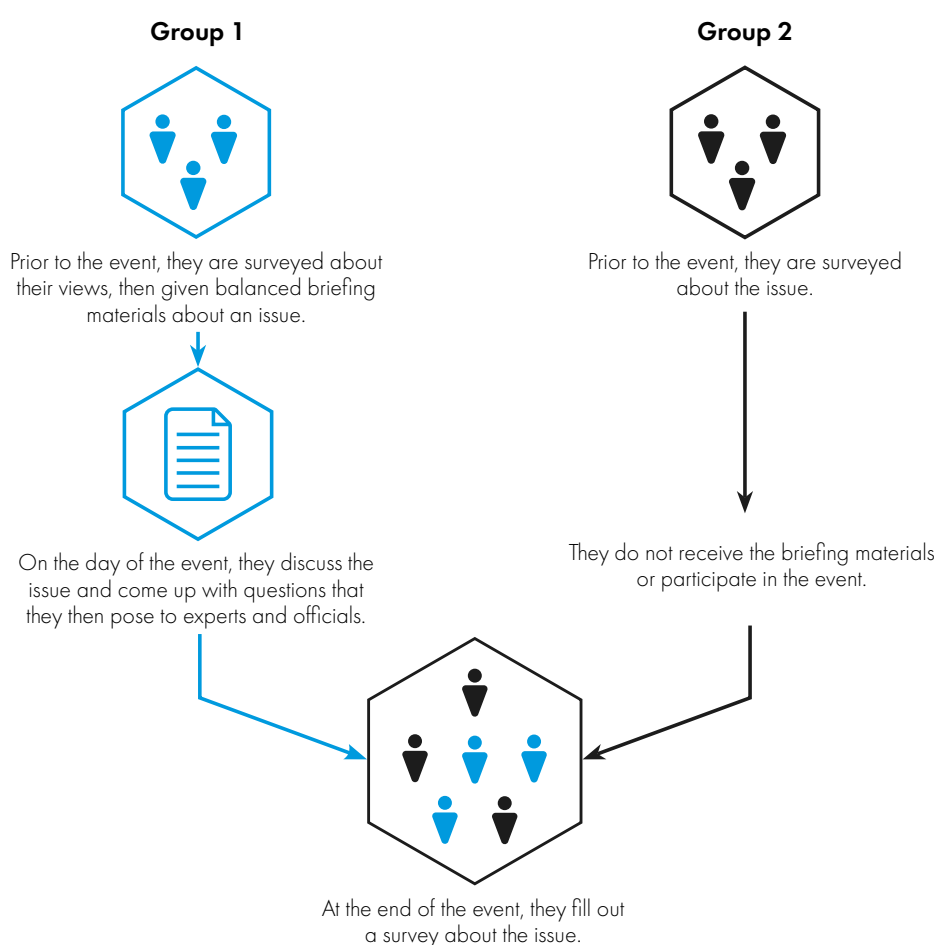 Group 1
Prior to the event, they are surveyed about
their views, then given balanced briefing
materials about an issue.
On the day of the event, they discuss the
issue and come up with questions that
they then pose to experts and officials.
Group 2
Prior to the event, they are surveyed
about the issue.
They do not receive the briefing materials
or participate in the event.
At the end of the event, they fill out
a survey about the issue.